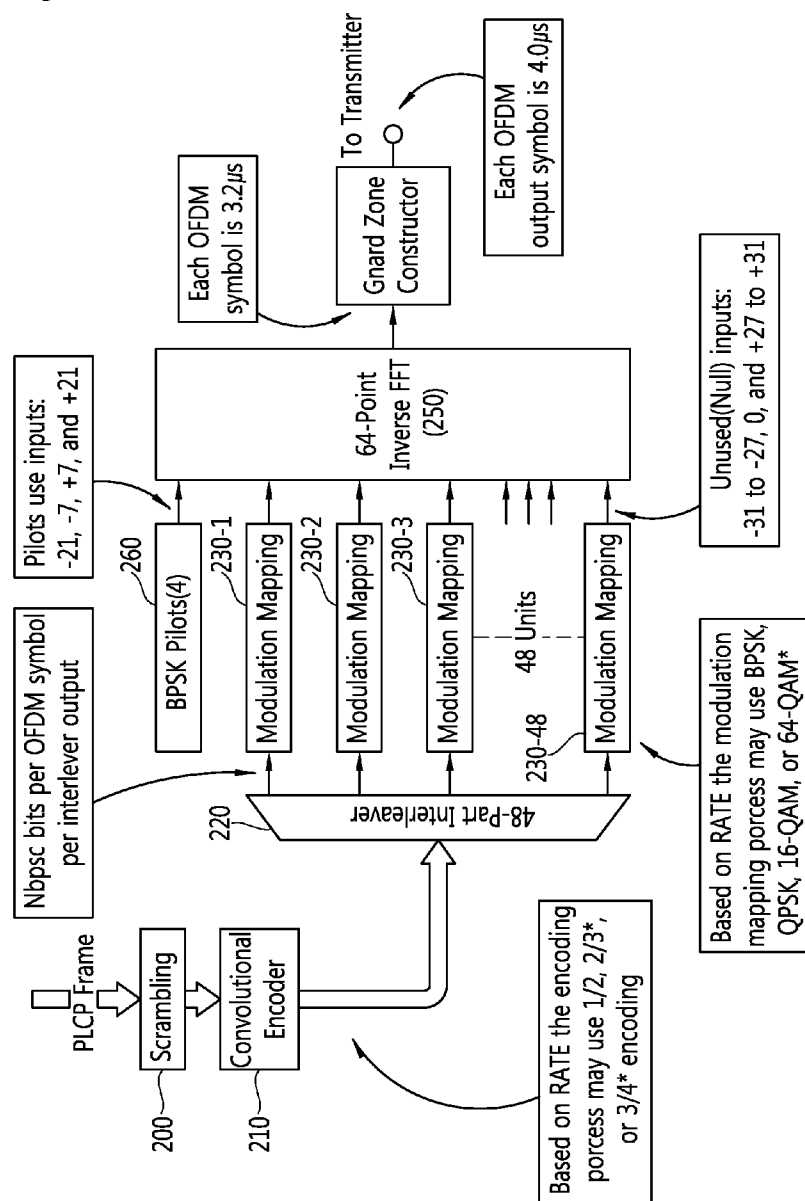 PLCP Frame
Scrambling
200
Convolutional
Encoder
210
Based on RATE the encoding
porcess may use 1/2, 2/3*,
or 3/4* encoding
Nbpsc bits per OFDM symbol
per interlever output
220
48-Part Interleaver
Pilots use inputs:
-21, -7, +7, and +21
260
BPSK Pilots(4)
230-1
Modulation Mapping
230-2
Modulation Mapping
230-3
Modulation Mapping
48 Units
230-48
Modulation Mapping
Based on RATE the modulation
mapping porcess may use BPSK,
QPSK, 16-QAM, or 64-QAM*
64-Point
Inverse FFT
(250)
Unused(Null) inputs:
-31 to -27, 0, and +27 to +31
Each OFDM
symbol is 3.2µs
Gnard Zone
Constructor
To Transmitter
Each OFDM
output symbol is 4.0µs